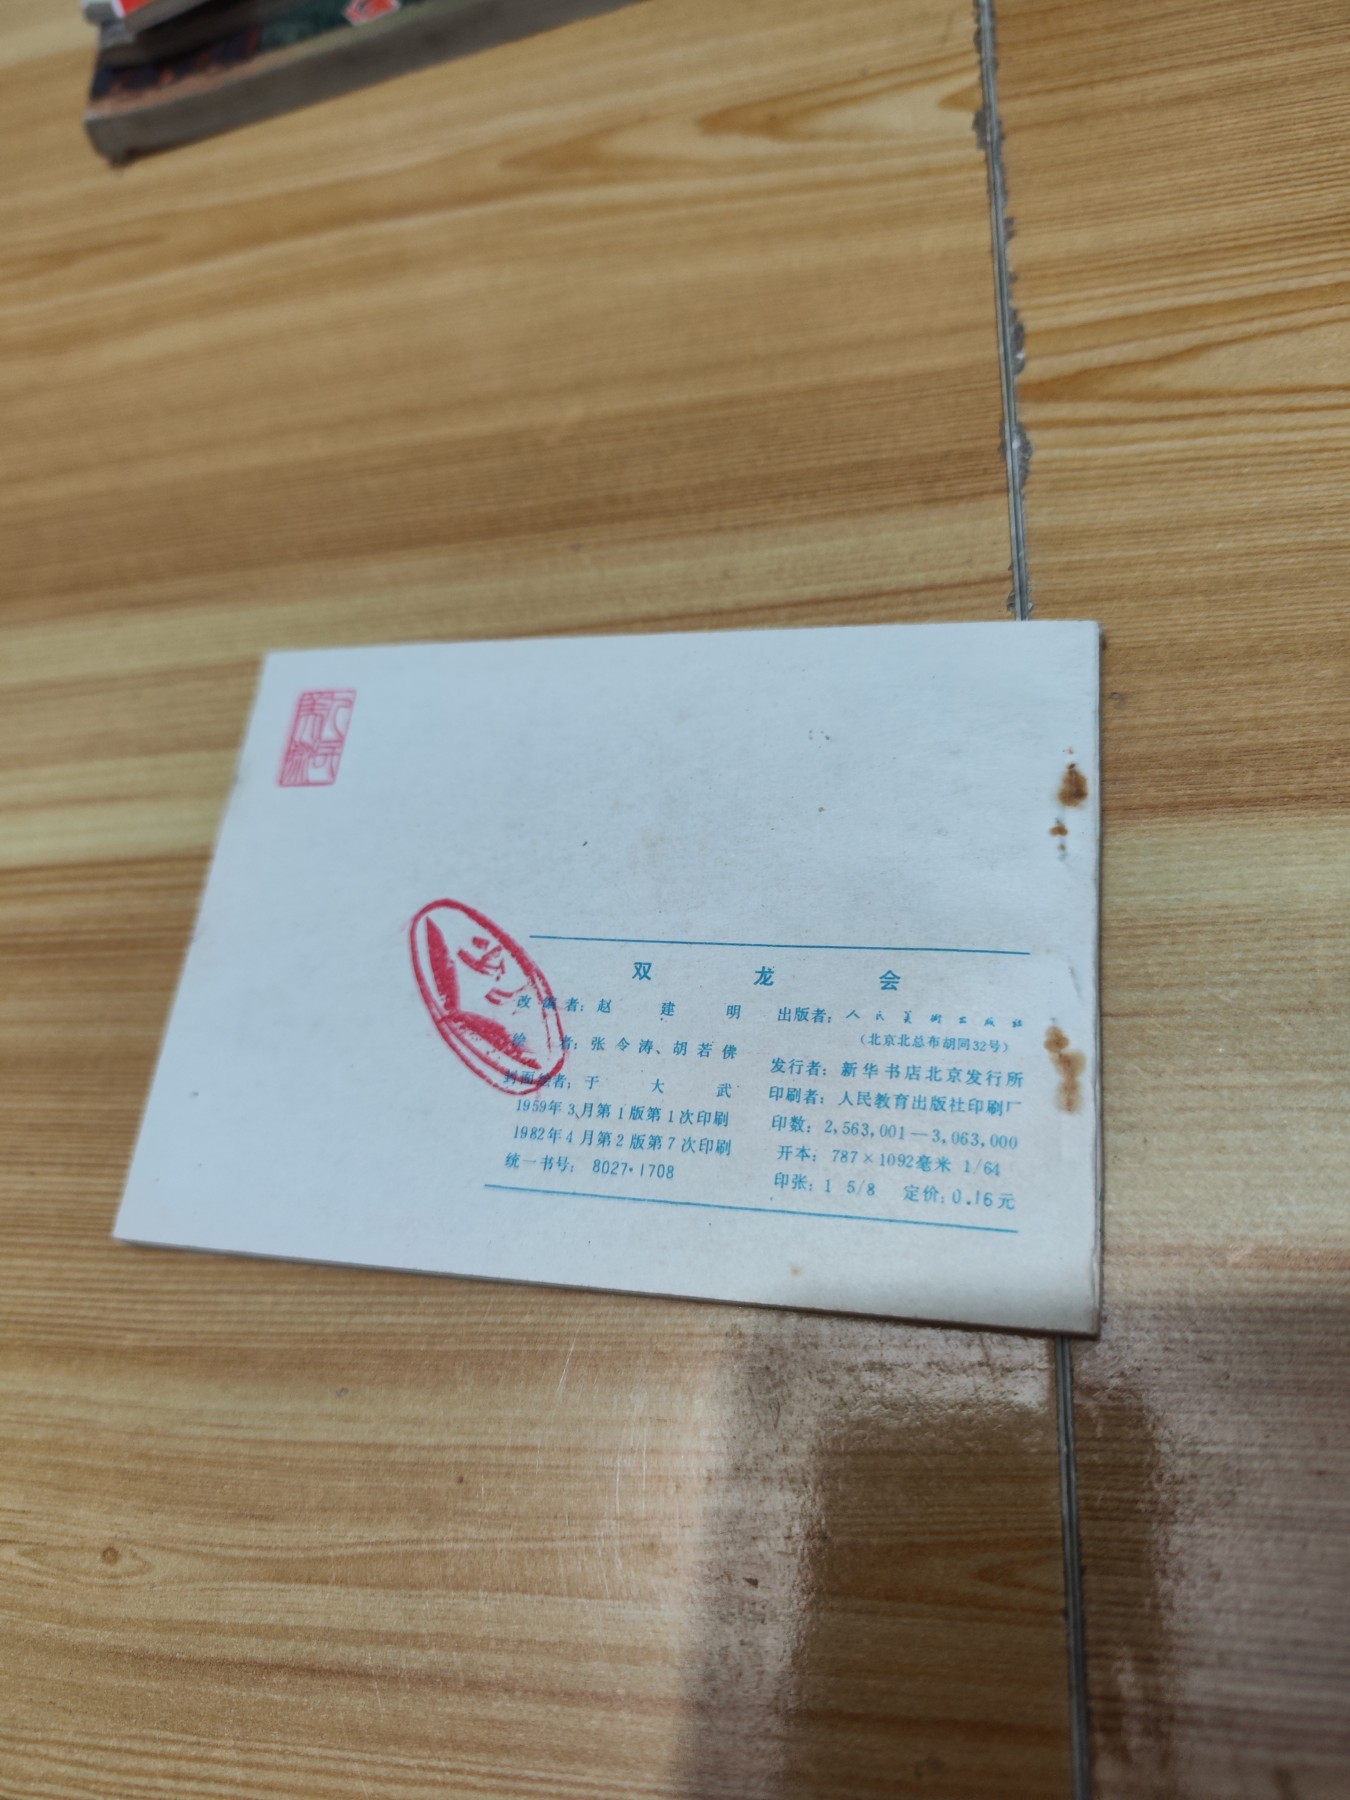 人民
美術
双龙会
改编者：赵建明
绘者：张令涛、胡若佛
封面绘者：于大武
1959年3月第1版第1次印刷
1982年4月第2版第7次印刷
统一书号：8027·1708
出版者：人民美术出版社
（北京北总布胡同32号）
发行者：新华书店北京发行所
印刷者：人民教育出版社印刷厂
印数：2,563,001—3,063,000
开本：787×1092毫米 1/64
印张：1 5/8 定价：0.16元